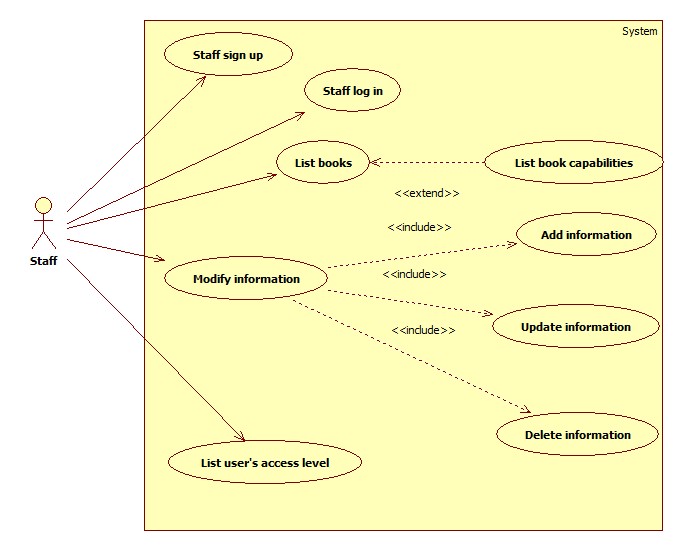 System
Staff sign up
Staff log in
List books
List book capabilities
<<extend>>
<<include>>
Add information
Staff
<<include>>
Modify information
Update information
<<include>>
Delete information
List user's access level